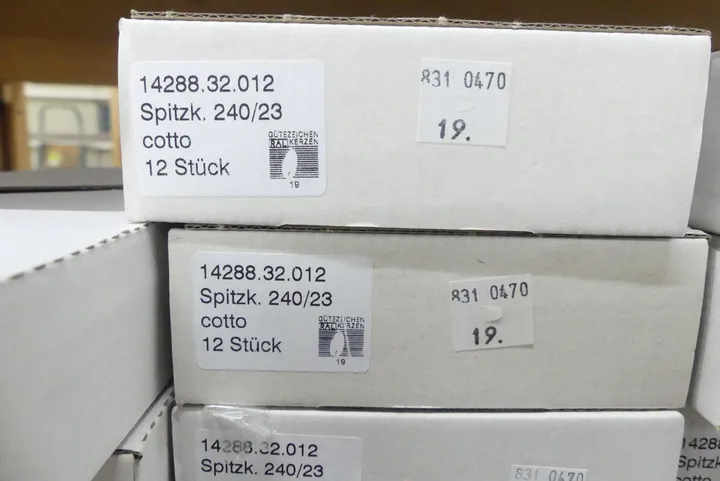 14288.32.012
Spitzk. 240/23
cotto
12 Stück
GÜTEZEICHEN
RAL KERZEN
19
831 0470
19.
14288.32.012
Spitzk. 240/23
cotto
12 Stück
GÜTEZEICHEN
RAL KERZEN
19
831 0470
19.
14288.32.012
Spitzk. 240/23
831 0470